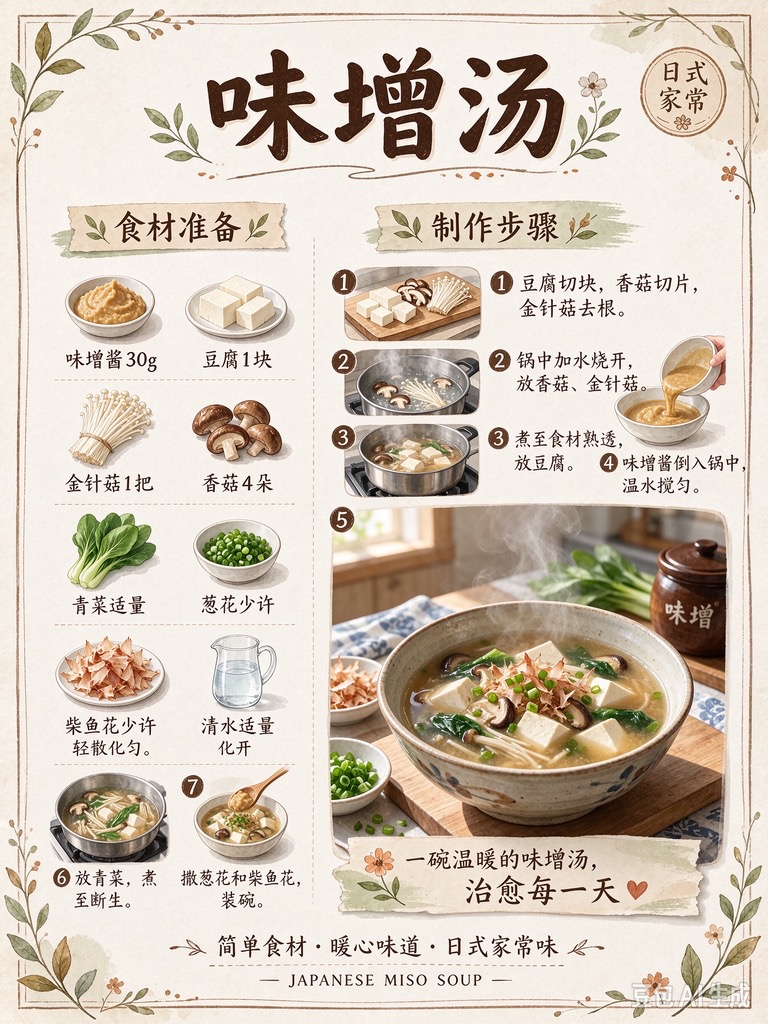 味增汤
日式
家常
食材准备
味增酱30g
豆腐1块
金针菇1把
香菇4朵
青菜适量
葱花少许
柴鱼花少许
轻散化匀。
清水适量
化开
制作步骤
1
1 豆腐切块，香菇切片，
金针菇去根。
2
2 锅中加水烧开，
放香菇、金针菇。
3
3 煮至食材熟透，
放豆腐。
4 味增酱倒入锅中，
温水搅匀。
5
味增
6 放青菜，煮
至断生。
7
撒葱花和柴鱼花，
装碗。
一碗温暖的味增汤，
治愈每一天
简单食材·暖心味道·日式家常味
JAPANESE MISO SOUP
豆包AI生成